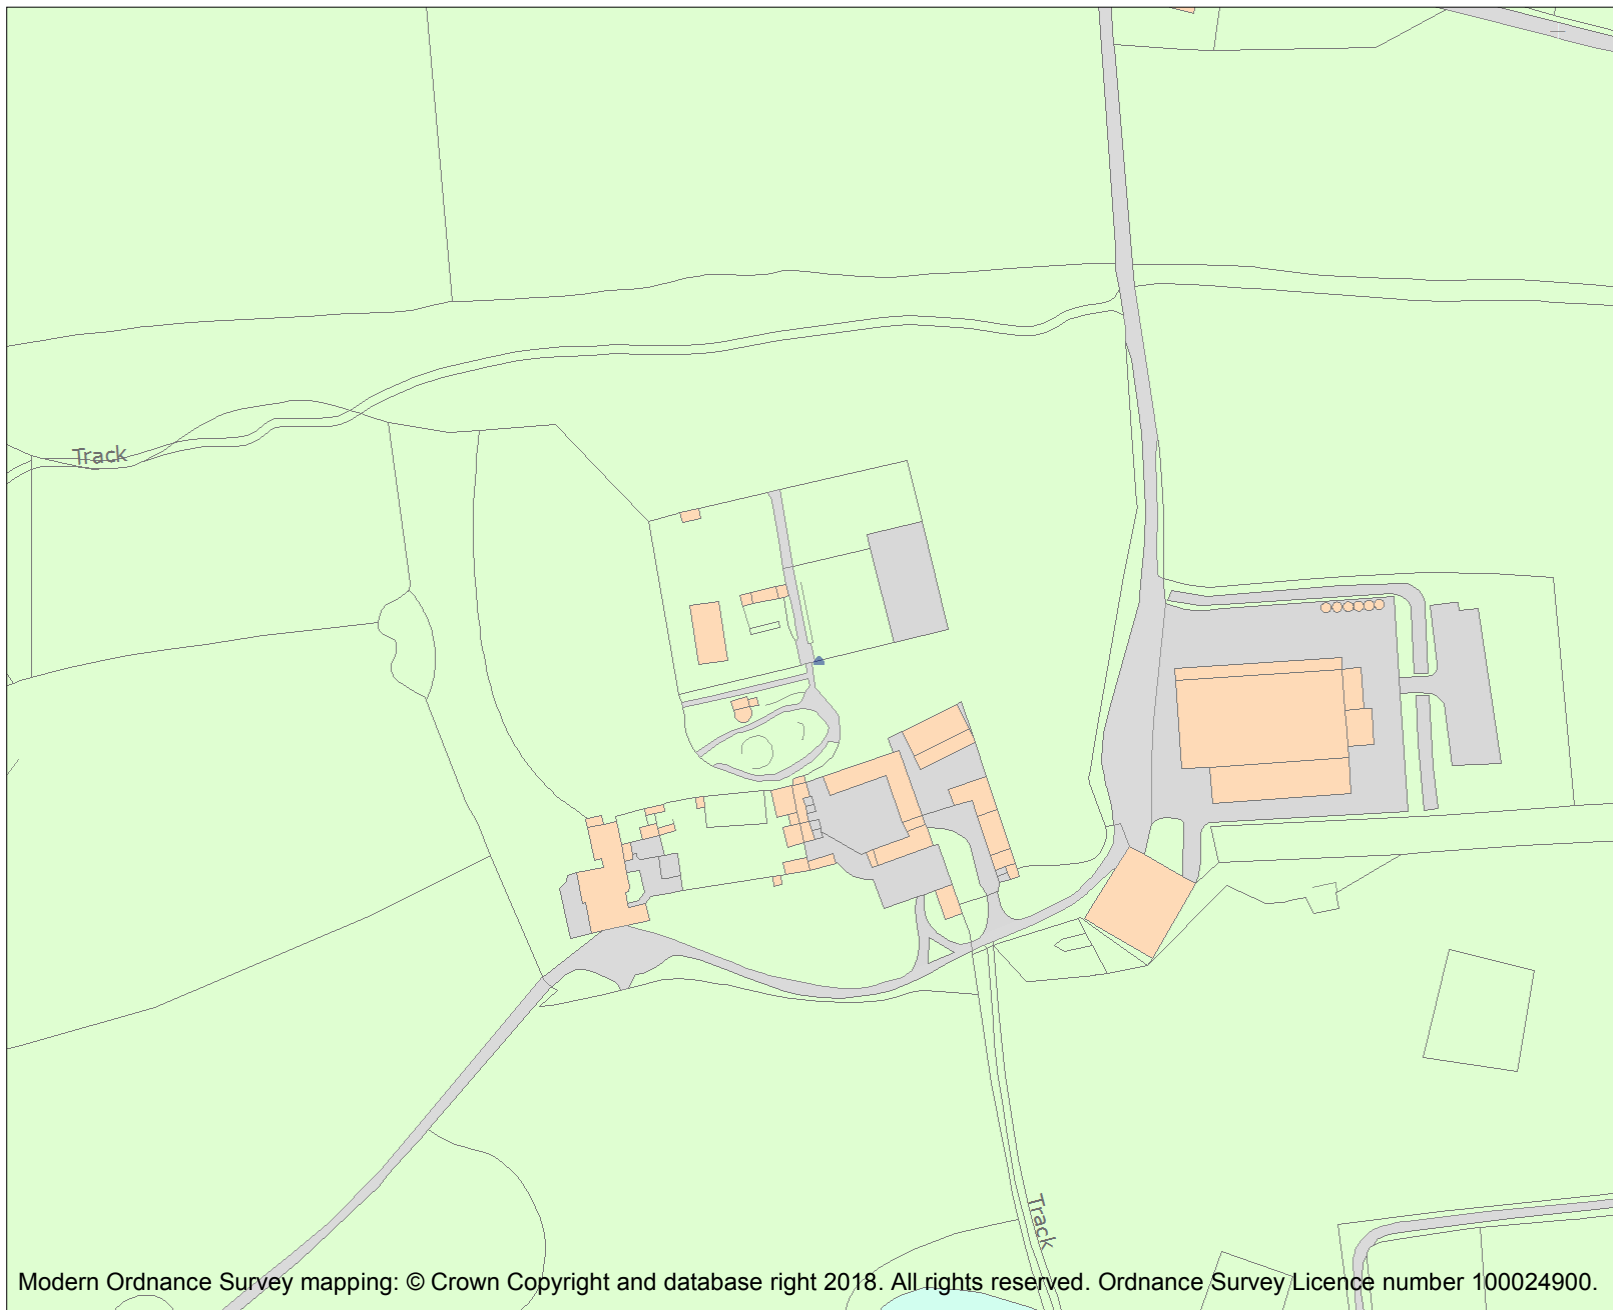 Track
Track
Modern Ordnance Survey mapping: © Crown Copyright and database right 2018. All rights reserved. Ordnance Survey Licence number 100024900.